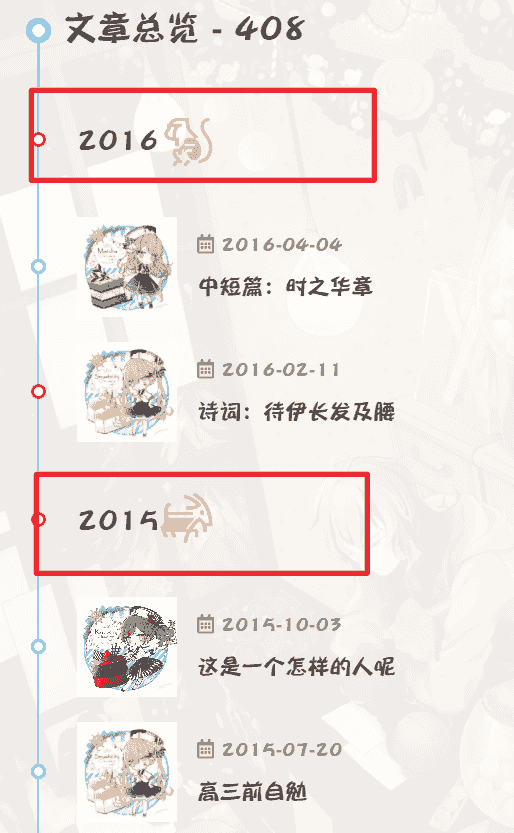 文章总览 - 408
2016
2016-04-04
中短篇：时之华章
2016-02-11
诗词：待伊长发及腰
2015
2015-10-03
这是一个怎样的人呢
2015-07-20
高三前自勉